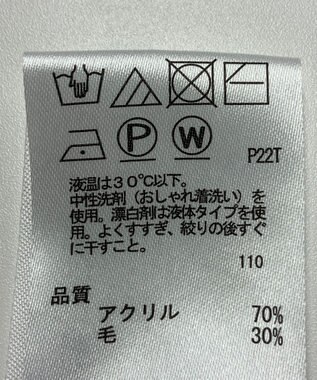 P W P22T
液温は30℃以下。
中性洗剤（おしゃれ着洗い）を
使用。漂白剤は液体タイプを使
用。よくすすぎ、絞りの後すぐ
に干すこと。
110
品質
アクリル 70%
毛 30%